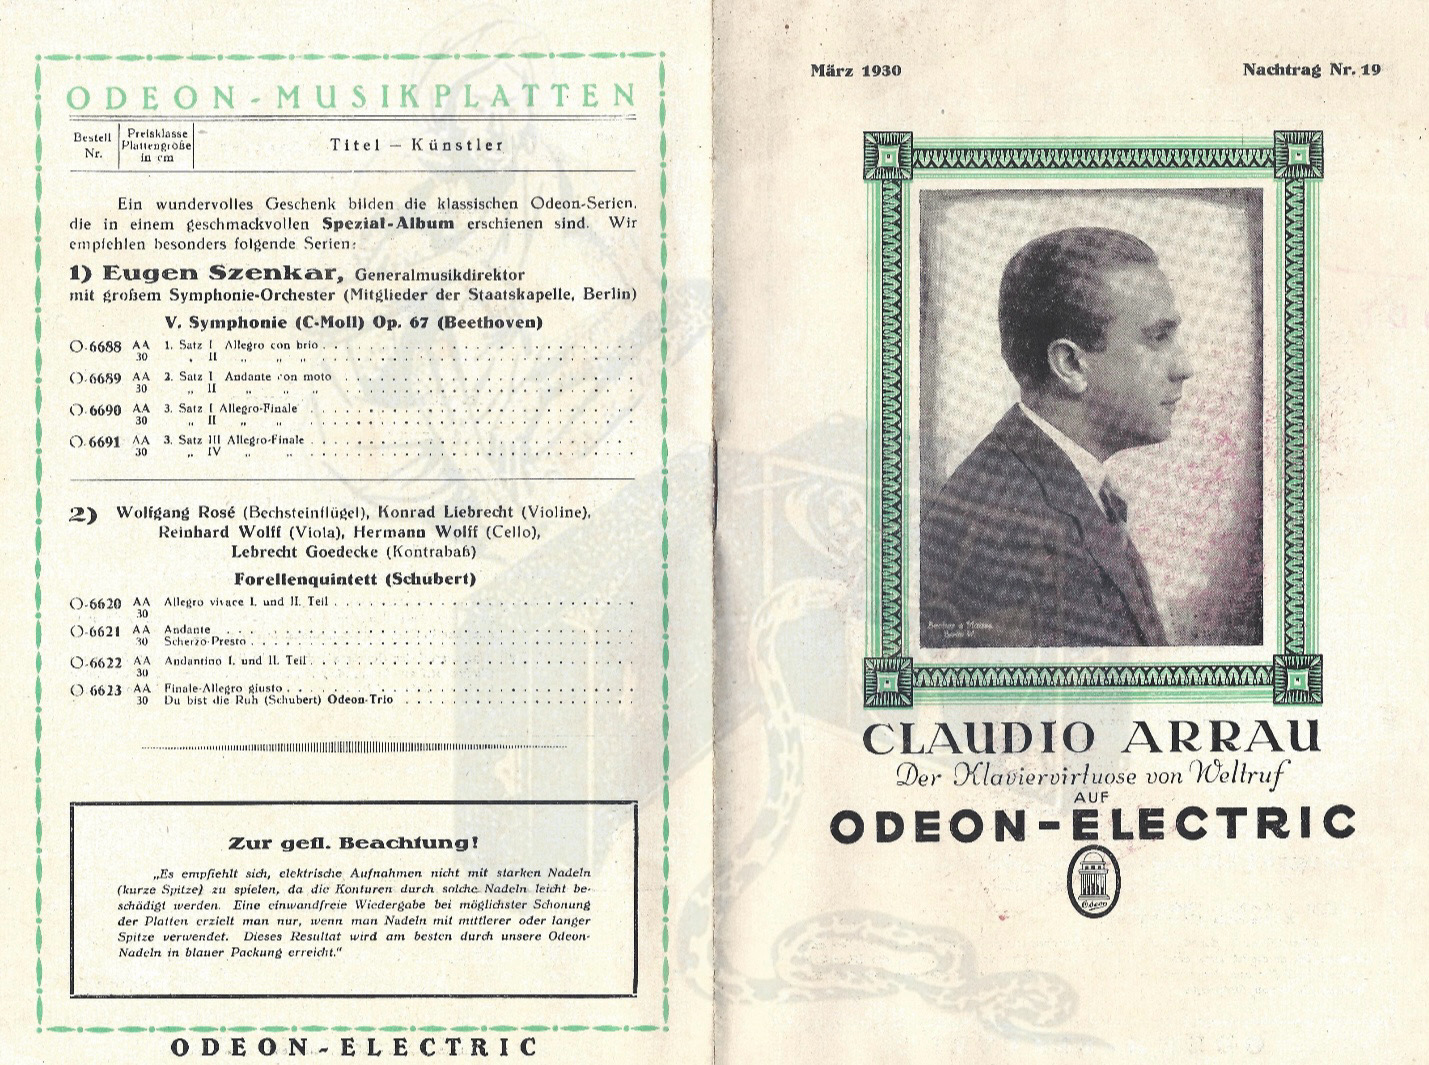 ODEON-MUSIKPLATTEN
Bestell Nr. | Preisklasse Plattengröße in cm | Titel — Künstler
Ein wundervolles Geschenk bilden die klassischen Odeon-Serien,
die in einem geschmackvollen Spezial-Album erschienen sind. Wir
empfehlen besonders folgende Serien:
1) Eugen Szenkar, Generalmusikdirektor
mit großem Symphonie-Orchester (Mitglieder der Staatskapelle, Berlin)
V. Symphonie (C-Moll) Op. 67 (Beethoven)
O-6688 AA 1. Satz I Allegro con brio
30 „ II „ „ „
O-6689 AA 2. Satz I Andante con moto
30 „ II „ „ „
O-6690 AA 3. Satz I Allegro-Finale
30 „ II „ „
O-6691 AA 3. Satz III Allegro-Finale
30 „ IV „ „
2) Wolfgang Rosé (Bechsteinflügel), Konrad Liebrecht (Violine),
Reinhard Wolff (Viola), Hermann Wolff (Cello),
Lebrecht Goedecke (Kontrabaß)
Forellenquintett (Schubert)
O-6620 AA Allegro vivace I. und II. Teil
30
O-6621 AA Andante
30 Scherzo-Presto
O-6622 AA Andantino I. und II. Teil
30
O-6623 AA Finale-Allegro giusto
30 Du bist die Ruh (Schubert) Odeon-Trio
Zur gefl. Beachtung!
„Es empfiehlt sich, elektrische Aufnahmen nicht mit starken Nadeln
(kurze Spitze) zu spielen, da die Konturen durch solche Nadeln leicht be-
schädigt werden. Eine einwandfreie Wiedergabe bei möglichster Schonung
der Platten erzielt man nur, wenn man Nadeln mit mittlerer oder langer
Spitze verwendet. Dieses Resultat wird am besten durch unsere Odeon-
Nadeln in blauer Packung erreicht.“
ODEON-ELECTRIC
März 1930
Nachtrag Nr. 19
CLAUDIO ARRAU
Der Klaviervirtuose von Weltruf
AUF
ODEON-ELECTRIC
Odeon